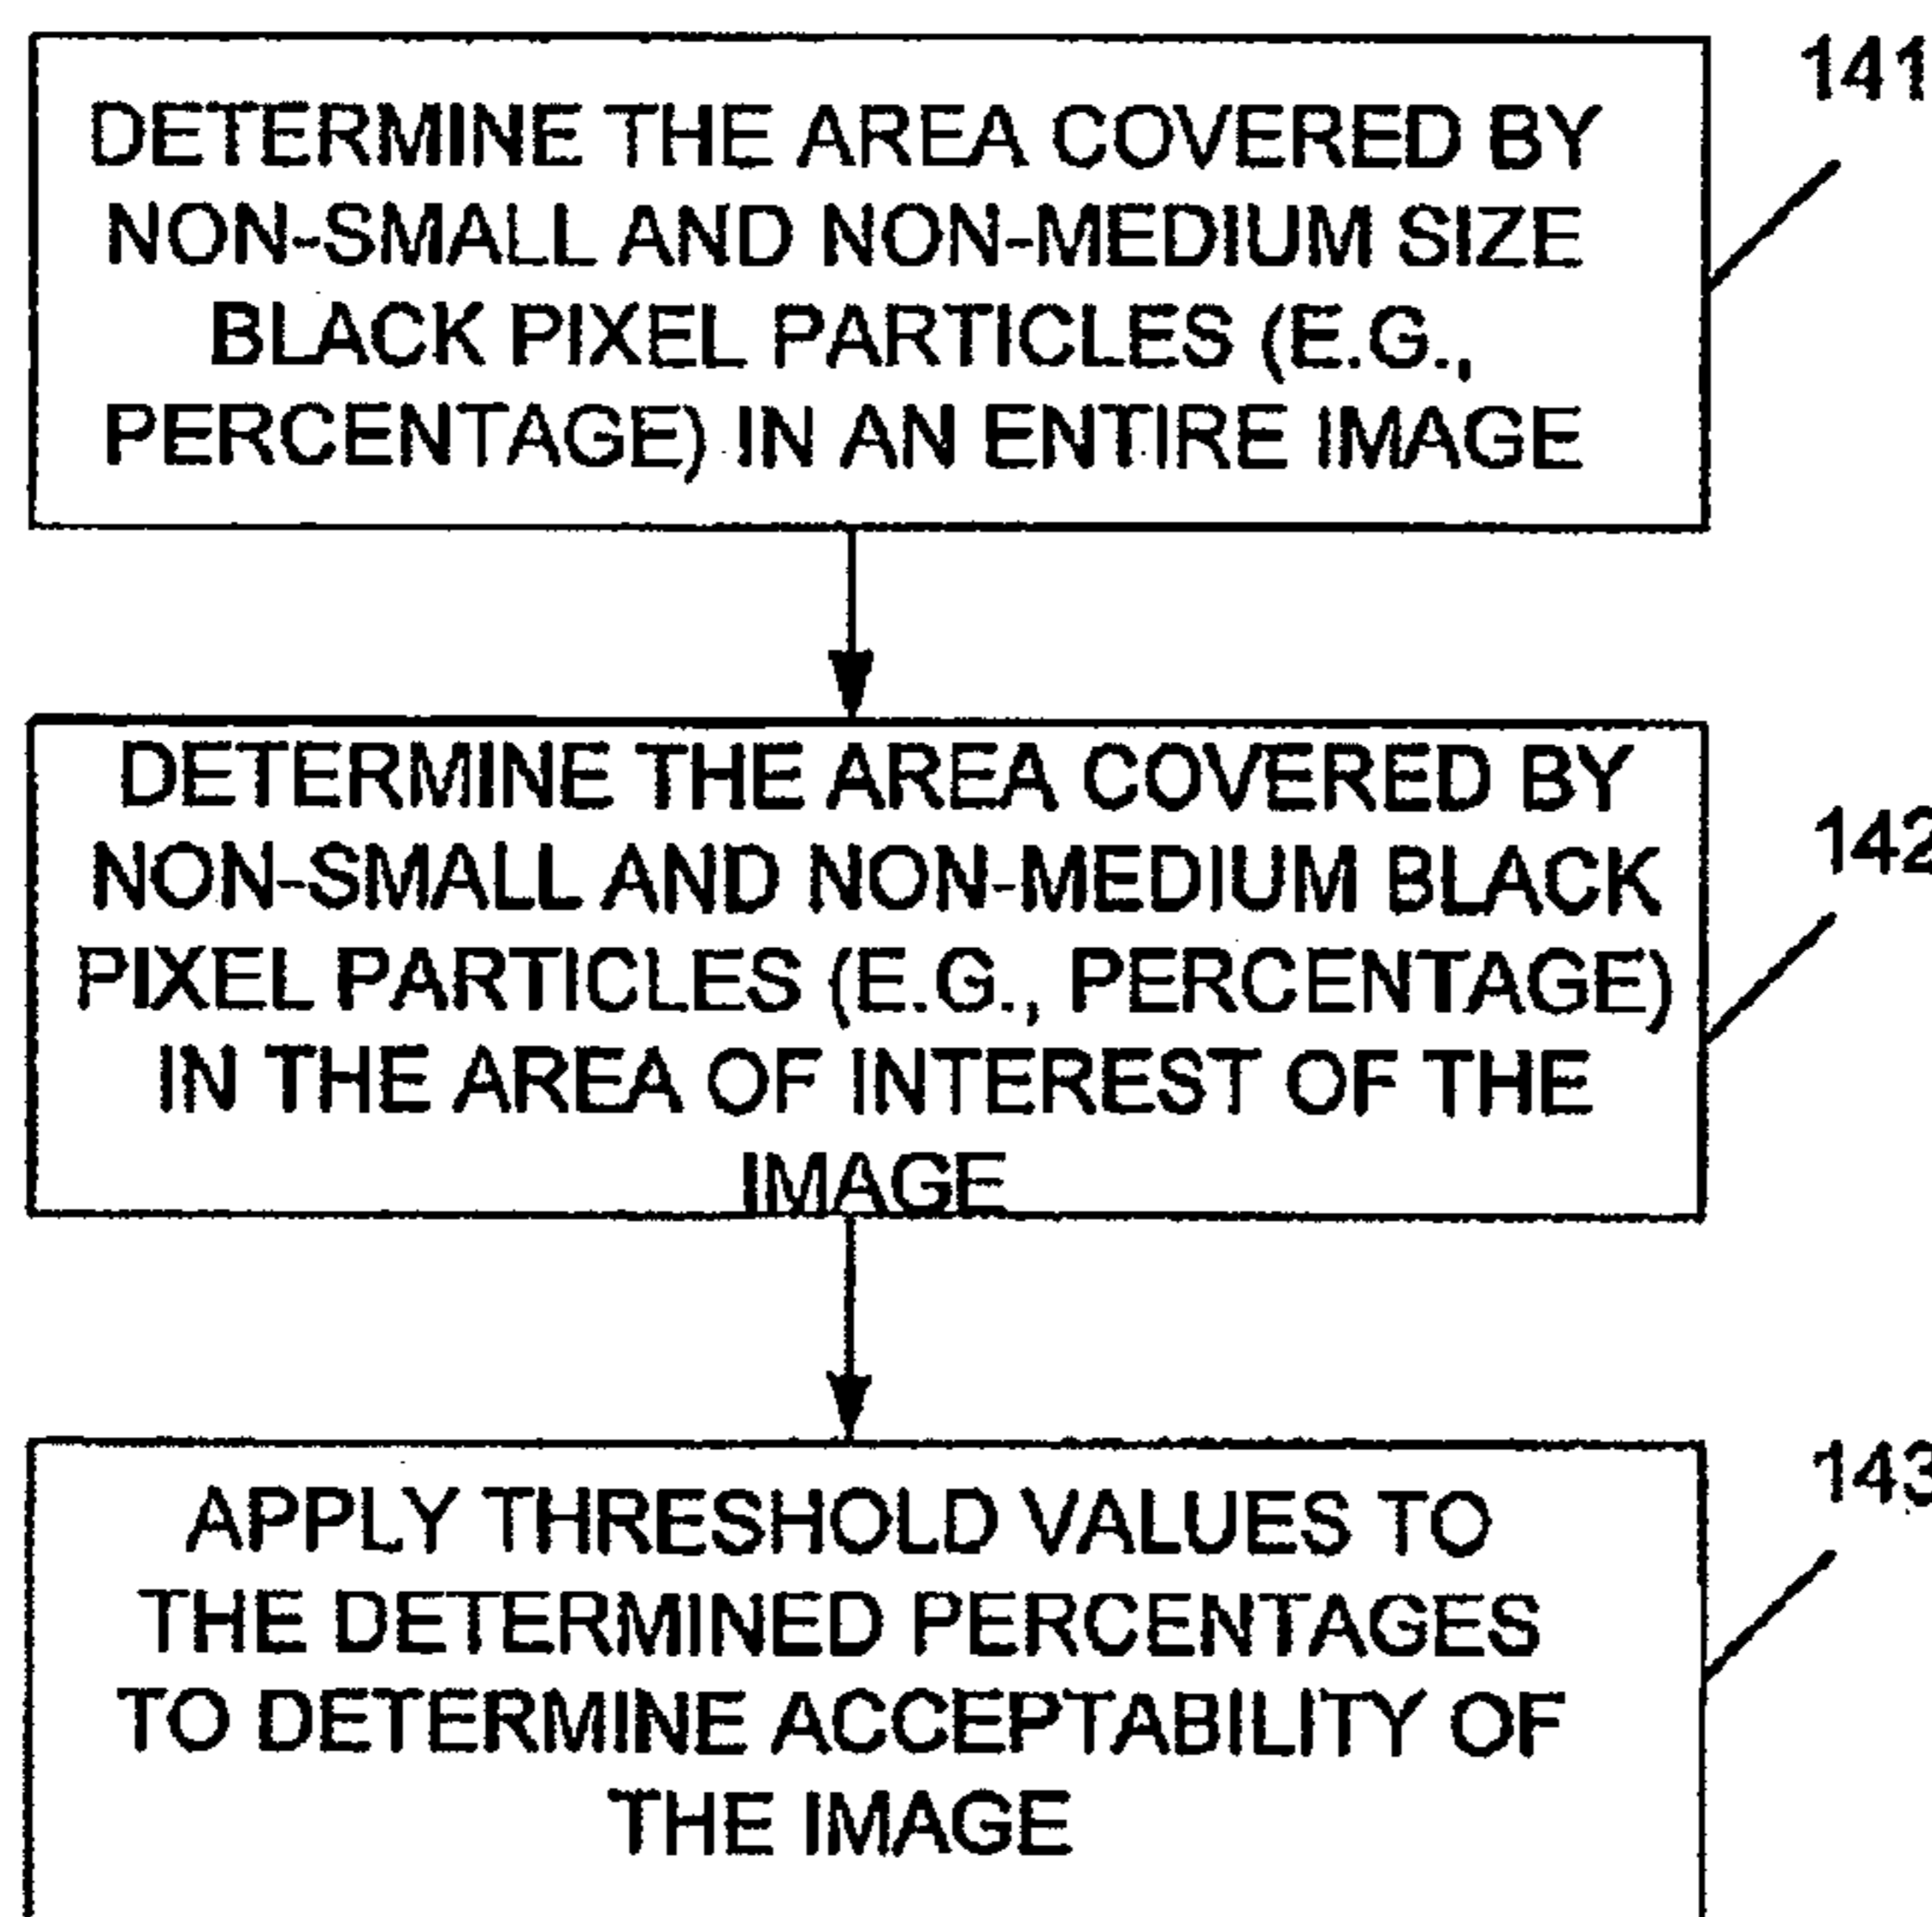 141
DETERMINE THE AREA COVERED BY
NON-SMALL AND NON-MEDIUM SIZE
BLACK PIXEL PARTICLES (E.G.,
PERCENTAGE) IN AN ENTIRE IMAGE
142
DETERMINE THE AREA COVERED BY
NON-SMALL AND NON-MEDIUM BLACK
PIXEL PARTICLES (E.G., PERCENTAGE)
IN THE AREA OF INTEREST OF THE
IMAGE
143
APPLY THRESHOLD VALUES TO
THE DETERMINED PERCENTAGES
TO DETERMINE ACCEPTABILITY OF
THE IMAGE